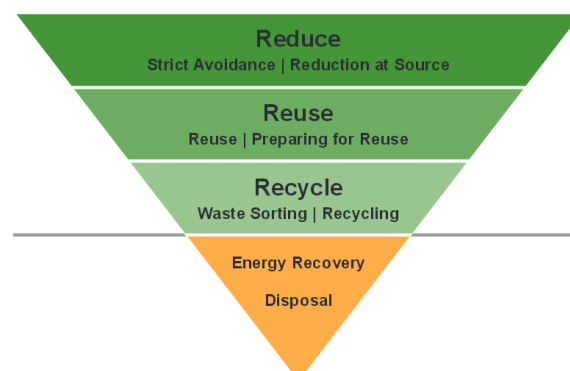 Reduce
Strict Avoidance | Reduction at Source
Reuse
Reuse | Preparing for Reuse
Recycle
Waste Sorting | Recycling
Energy Recovery
Disposal